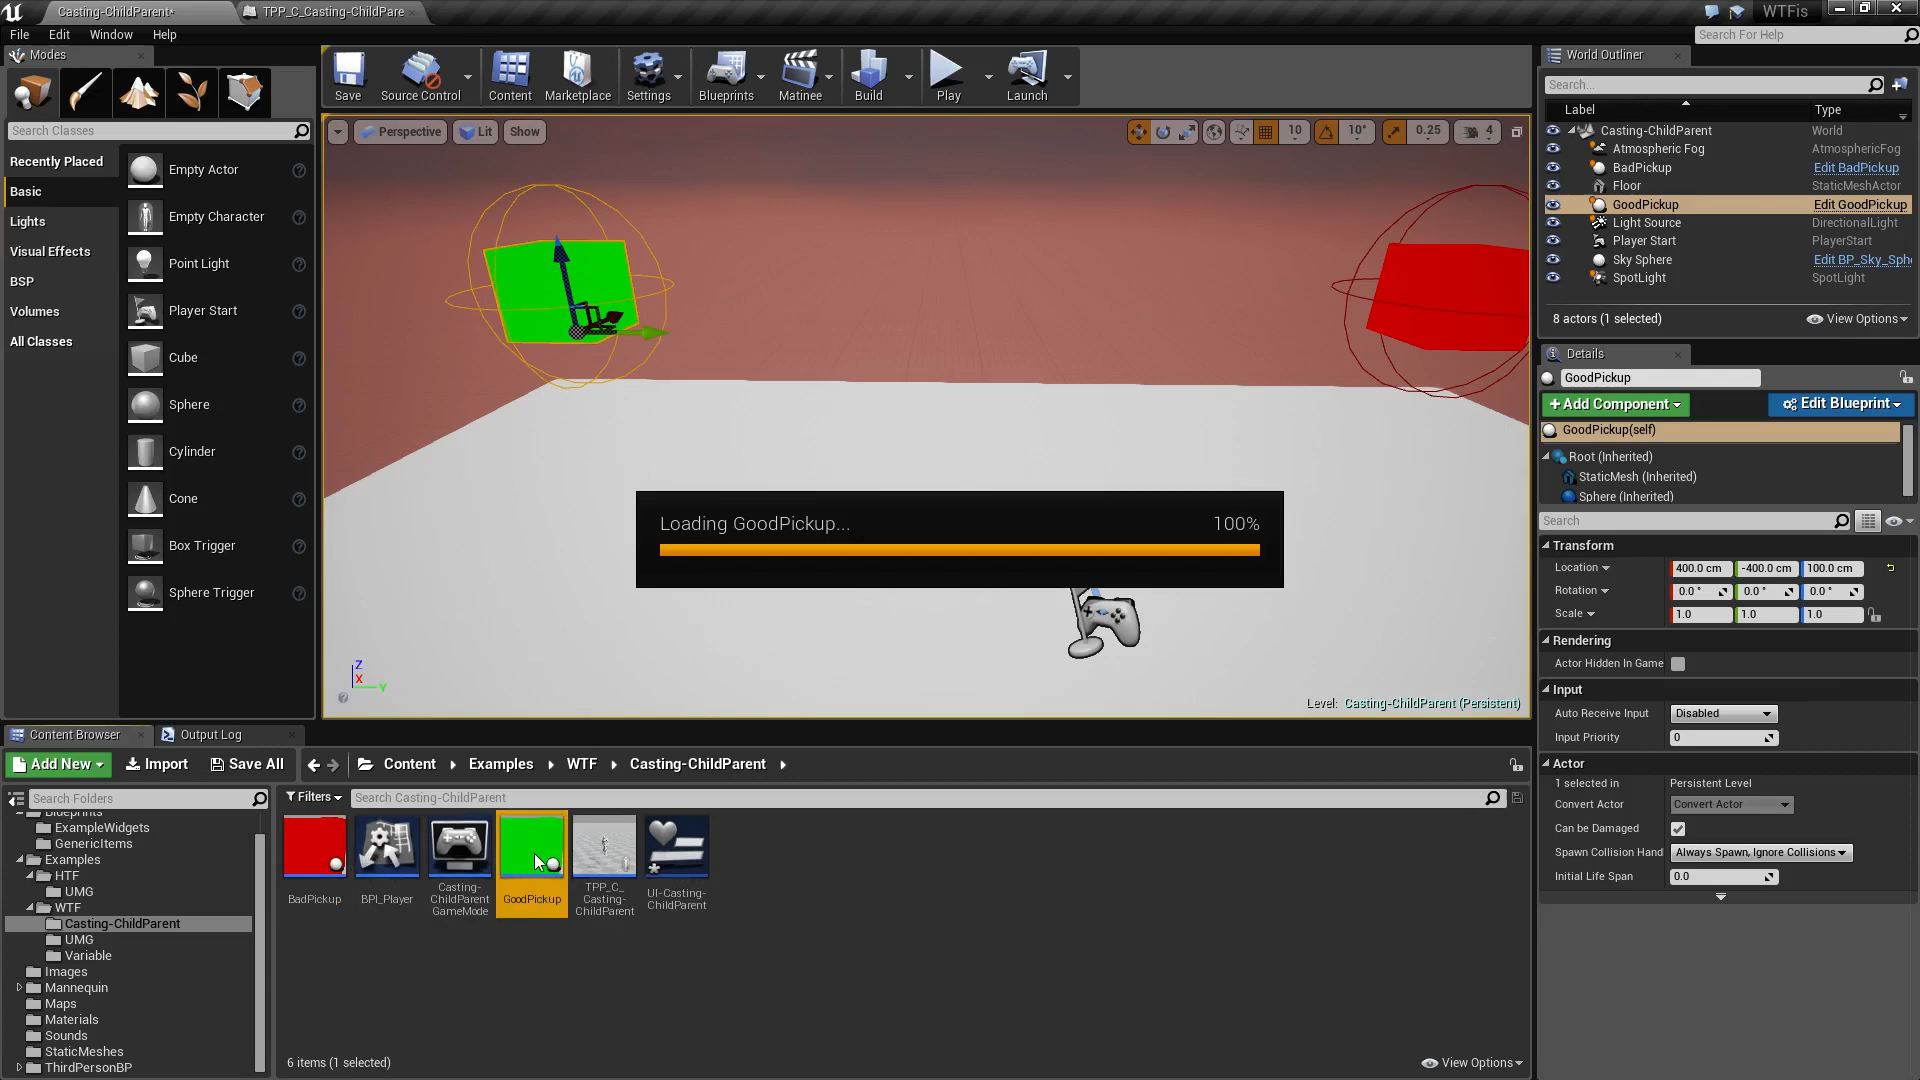 Casting-ChildParent*
TPP_C_Casting-ChildPare
WTFis
File Edit Window Help
Search For Help
Modes
Search Classes
Recently Placed
Basic
Lights
Visual Effects
BSP
Volumes
All Classes
Empty Actor
Empty Character
Point Light
Player Start
Cube
Sphere
Cylinder
Cone
Box Trigger
Sphere Trigger
Save
Source Control
Content
Marketplace
Settings
Blueprints
Matinee
Build
Play
Launch
Perspective
Lit
Show
10
10°
0.25
4
Loading GoodPickup...
100%
Z
X
Y
Level: Casting-ChildParent (Persistent)
World Outliner
Search...
Label Type
Casting-ChildParent World
Atmospheric Fog AtmosphericFog
BadPickup Edit BadPickup
Floor StaticMeshActor
GoodPickup Edit GoodPickup
Light Source DirectionalLight
Player Start PlayerStart
Sky Sphere Edit BP_Sky_Sph
SpotLight SpotLight
8 actors (1 selected)
View Options
Details
GoodPickup
+Add Component
Edit Blueprint
GoodPickup(self)
Root (Inherited)
StaticMesh (Inherited)
Sphere (Inherited)
Search
Transform
Location 400.0 cm -400.0 cm 100.0 cm
Rotation 0.0 ° 0.0 ° 0.0 °
Scale 1.0 1.0 1.0
Rendering
Actor Hidden In Game
Input
Auto Receive Input Disabled
Input Priority 0
Actor
1 selected in Persistent Level
Convert Actor Convert Actor
Can be Damaged
Spawn Collision Hand Always Spawn, Ignore Collisions
Initial Life Span 0.0
Content Browser
Output Log
Add New
Import
Save All
Content Examples WTF Casting-ChildParent
Search Folders
Filters
Search Casting-ChildParent
Blueprints
ExampleWidgets
GenericItems
Examples
HTF
UMG
WTF
Casting-ChildParent
UMG
Variable
Images
Mannequin
Maps
Materials
Sounds
StaticMeshes
ThirdPersonBP
BadPickup
BPI_Player
Casting-
ChildParent
GameMode
GoodPickup
TPP_C_
Casting-
ChildParent
UI-Casting-
ChildParent
6 items (1 selected)
View Options